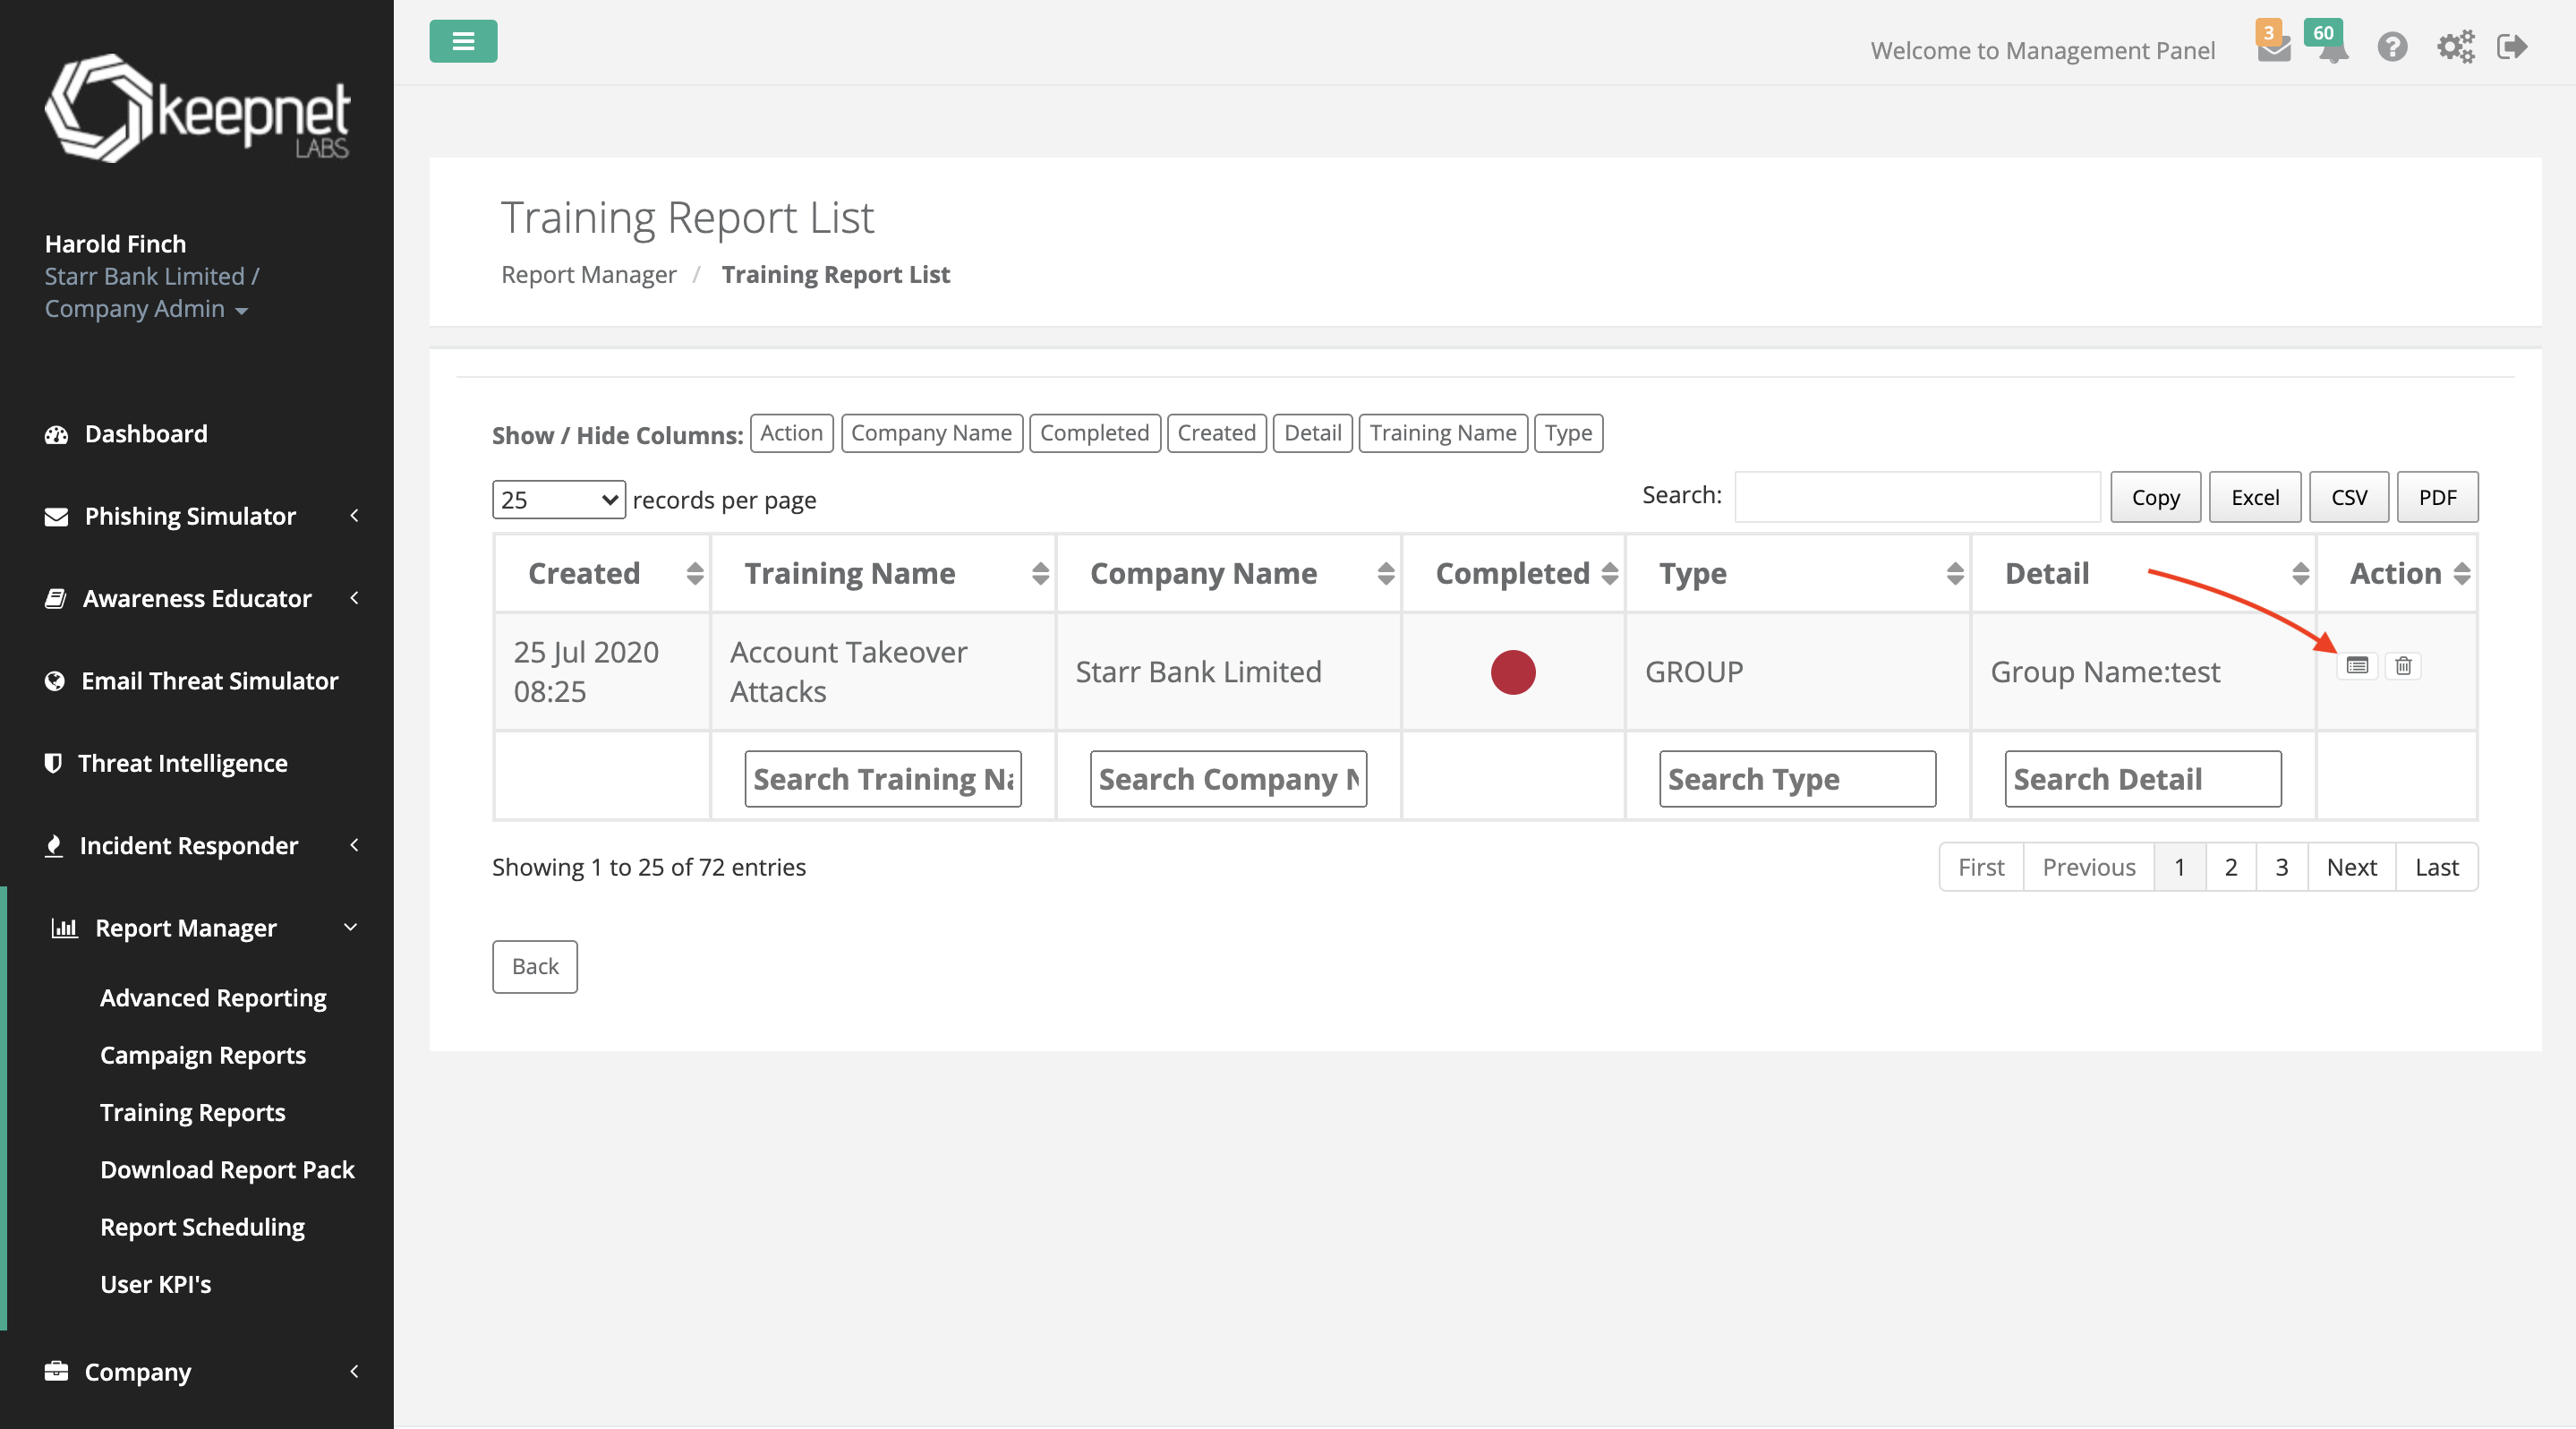 keepnet
LABS
Harold Finch
Starr Bank Limited /
Company Admin
Dashboard
Phishing Simulator
Awareness Educator
Email Threat Simulator
Threat Intelligence
Incident Responder
Report Manager
Advanced Reporting
Campaign Reports
Training Reports
Download Report Pack
Report Scheduling
User KPI's
Company
Welcome to Management Panel
3
60
Training Report List
Report Manager / Training Report List
Show / Hide Columns: Action Company Name Completed Created Detail Training Name Type
25 records per page
Search: Copy Excel CSV PDF
Created Training Name Company Name Completed Type Detail Action
25 Jul 2020
08:25
Account Takeover
Attacks
Starr Bank Limited
GROUP
Group Name:test
Search Training Na
Search Company N
Search Type
Search Detail
Showing 1 to 25 of 72 entries
First Previous 1 2 3 Next Last
Back